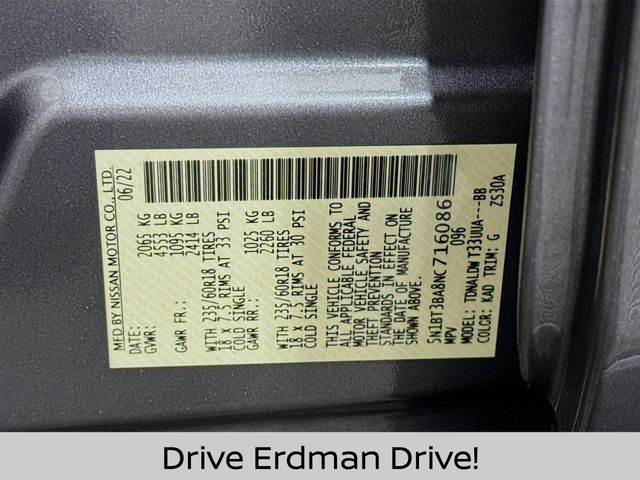 MFD BY NISSAN MOTOR CO., LTD.
DATE: 06/22
GVWR: 2065 KG
4553 LB
GAWR FR.: 1095 KG
2414 LB
WITH 235/60R18 TIRES
18 X 7.5 RIMS AT 33 PSI
COLD SINGLE
GAWR RR.: 1025 KG
2260 LB
WITH 235/60R18 TIRES
18 X 7.5 RIMS AT 30 PSI
COLD SINGLE
THIS VEHICLE CONFORMS TO
ALL APPLICABLE FEDERAL
MOTOR VEHICLE SAFETY AND
THEFT PREVENTION
STANDARDS IN EFFECT ON
THE DATE OF MANUFACTURE
SHOWN ABOVE.
5N1BT3BA8NC716086
MPV 096
MODEL: TDNALDW T33UUA---BB
COLOR: KAD TRIM: G ZS30A
Drive Erdman Drive!